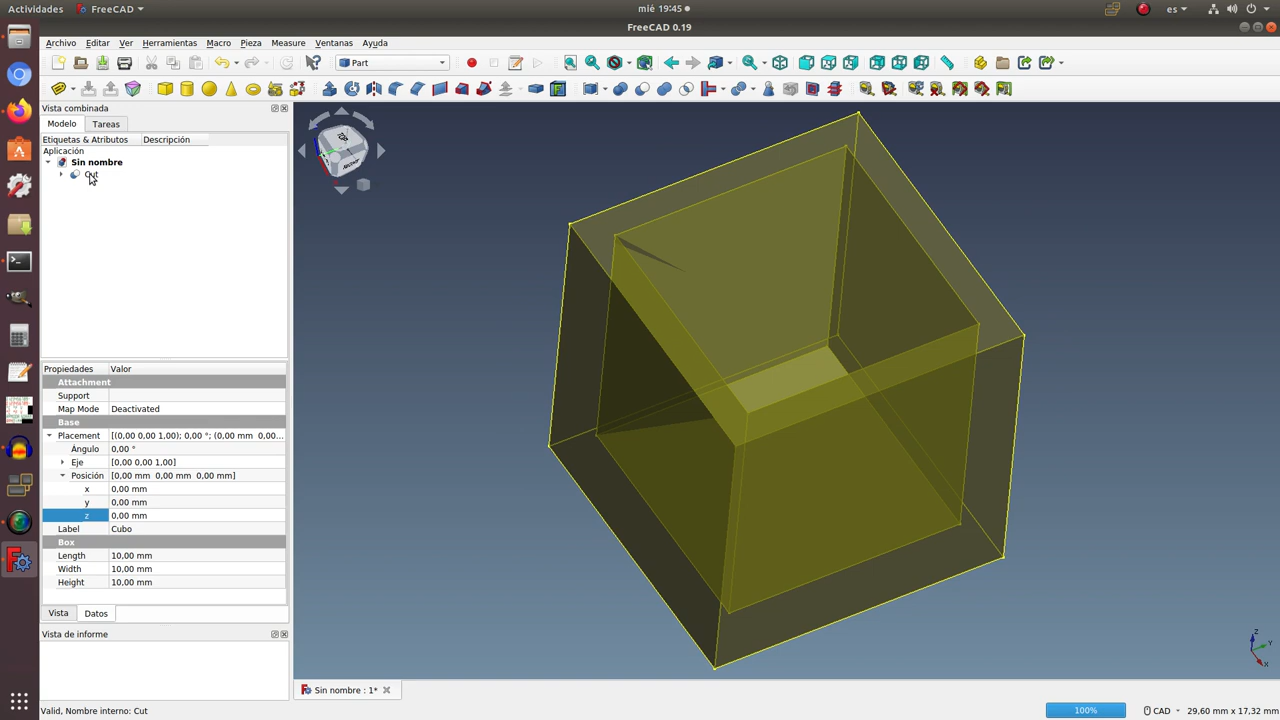 Actividades FreeCAD mié 19:45 es
FreeCAD 0.19
Archivo Editar Ver Herramientas Macro Pieza Measure Ventanas Ayuda
Part
Vista combinada
Modelo Tareas
Etiquetas & Atributos Descripción
Aplicación
Sin nombre
Cut
Propiedades Valor
Attachment
Support
Map Mode Deactivated
Base
Placement [(0,00 0,00 1,00); 0,00 °; (0,00 mm 0,00...
Ángulo 0,00 °
Eje [0,00 0,00 1,00]
Posición [0,00 mm 0,00 mm 0,00 mm]
x 0,00 mm
y 0,00 mm
z 0,00 mm
Label Cubo
Box
Length 10,00 mm
Width 10,00 mm
Height 10,00 mm
Vista Datos
Vista de informe
Z
Y
X
Sin nombre : 1*
Valid, Nombre interno: Cut 100% CAD 29,60 mm x 17,32 mm